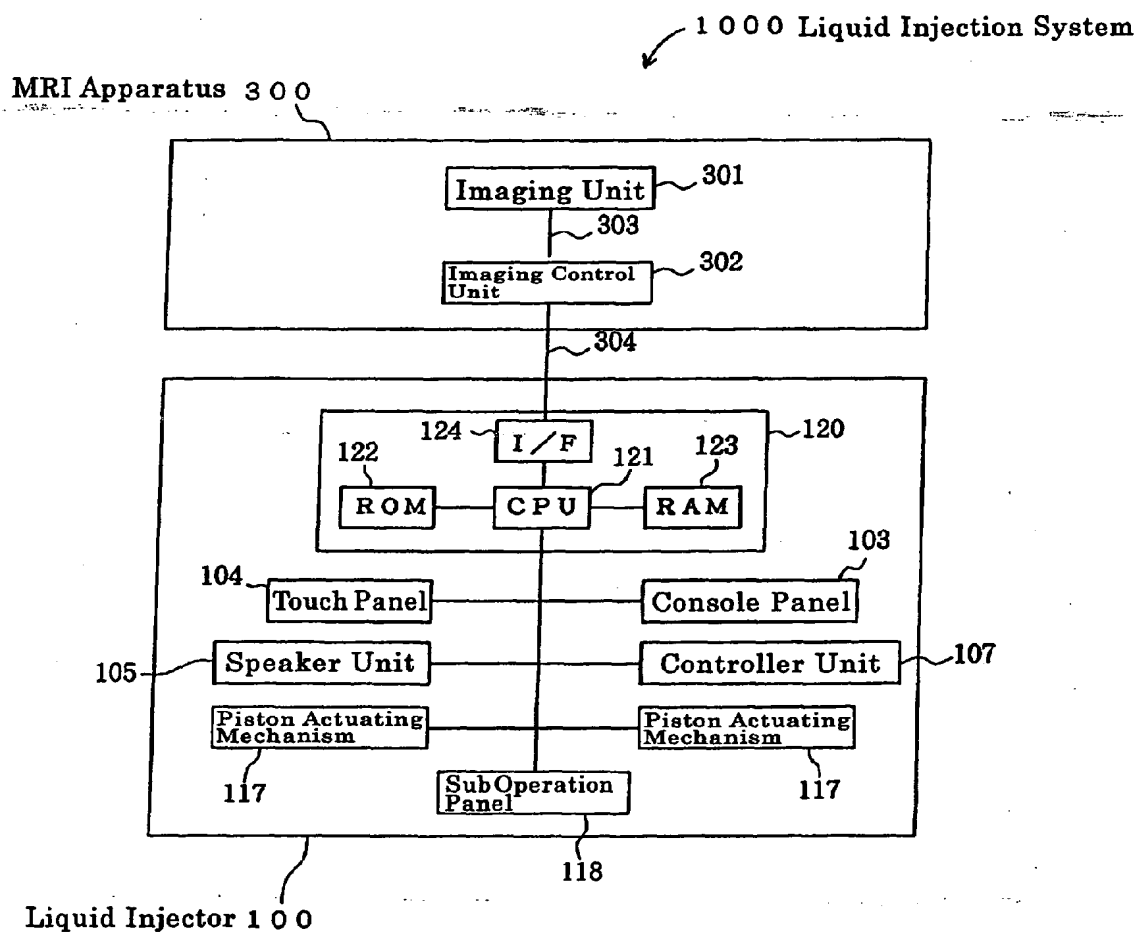 1000 Liquid Injection System
MRI Apparatus 300
Imaging Unit
301
303
Imaging Control
Unit
302
304
124
I/F
120
122
121
123
ROM
CPU
RAM
104
103
Touch Panel
Console Panel
105
Speaker Unit
Controller Unit
107
Piston Actuating
Mechanism
Piston Actuating
Mechanism
117
117
Sub Operation
Panel
118
Liquid Injector 100